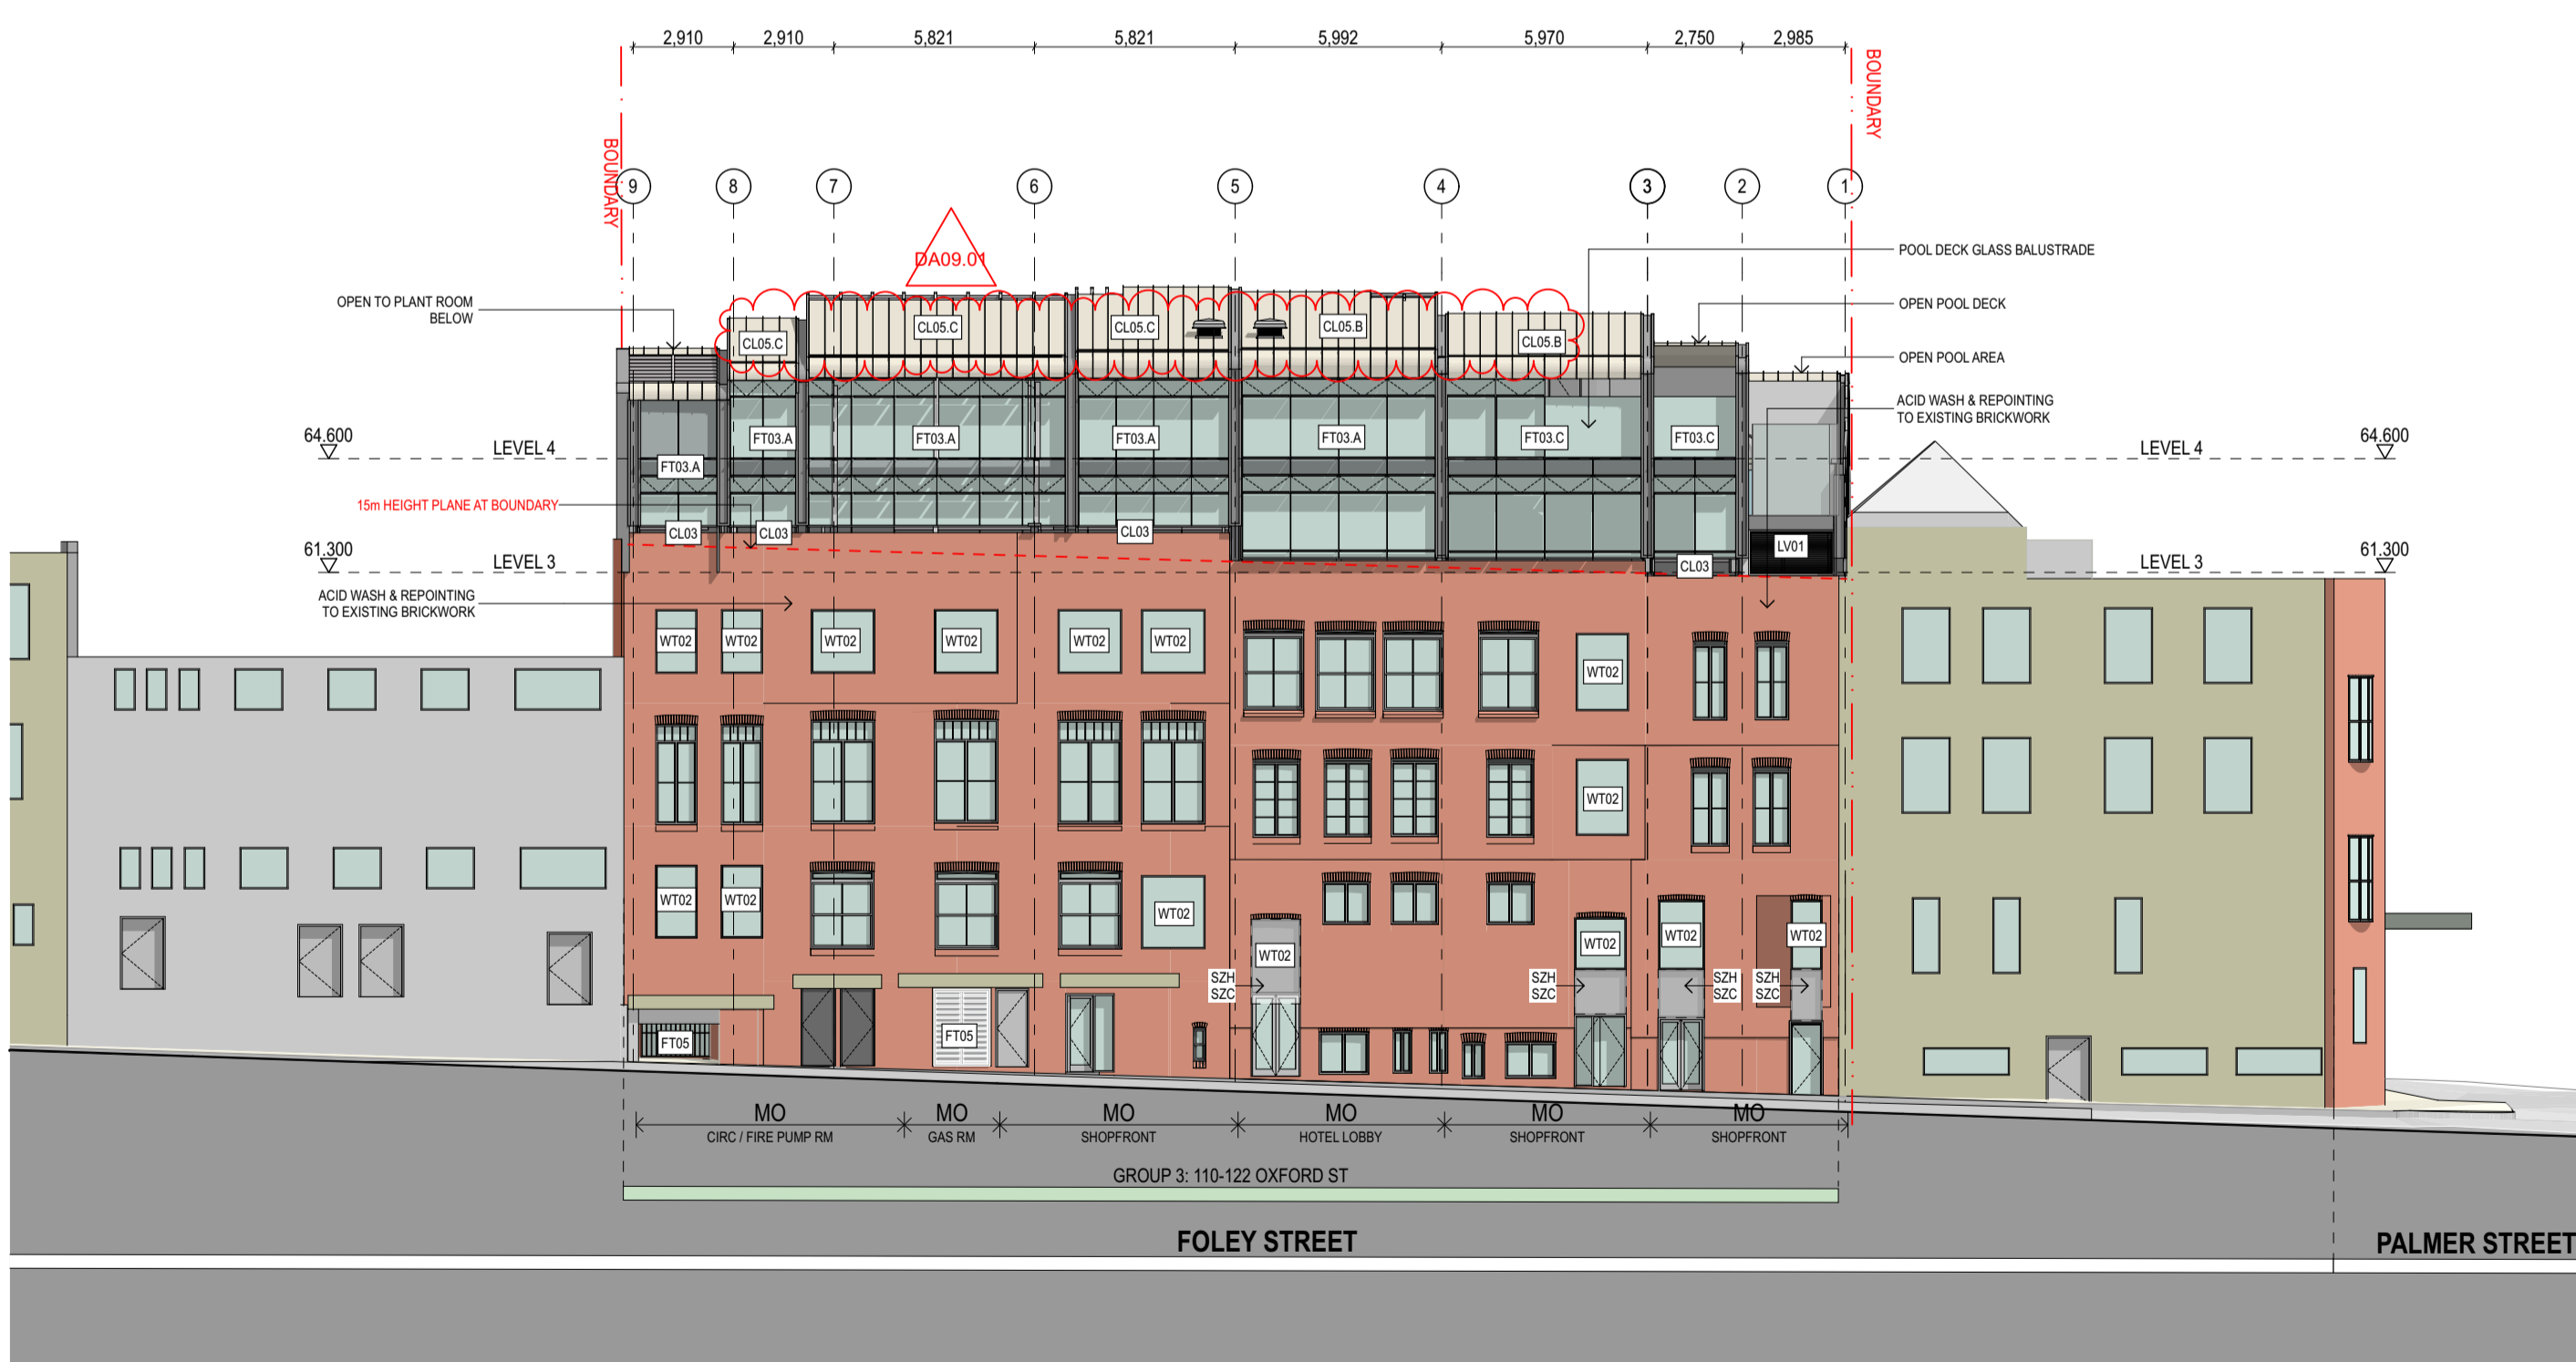 2,910 2,910 5,821 5,821 5,992 5,970 2,750 2,985
BOUNDARY
BOUNDARY
9 8 7 6 5 4 3 2 1
DA09.01
POOL DECK GLASS BALUSTRADE
OPEN TO PLANT ROOM
BELOW
OPEN POOL DECK
CL05.C CL05.C CL05.C CL05.B CL05.B
OPEN POOL AREA
ACID WASH & REPOINTING
TO EXISTING BRICKWORK
64.600 LEVEL 4
FT03.A FT03.A FT03.A FT03.A FT03.A FT03.C FT03.C
LEVEL 4 64.600
15m HEIGHT PLANE AT BOUNDARY
CL03 CL03 CL03 CL03
LV01
61.300 LEVEL 3
LEVEL 3 61.300
ACID WASH & REPOINTING
TO EXISTING BRICKWORK
WT02 WT02 WT02 WT02 WT02 WT02 WT02
WT02
WT02 WT02 WT02 WT02 WT02 WT02 WT02
SZH SZH SZH SZH
SZC SZC SZC SZC
FT05 FT05
MO MO MO MO MO MO
CIRC / FIRE PUMP RM GAS RM SHOPFRONT HOTEL LOBBY SHOPFRONT SHOPFRONT
GROUP 3: 110-122 OXFORD ST
FOLEY STREET
PALMER STREET